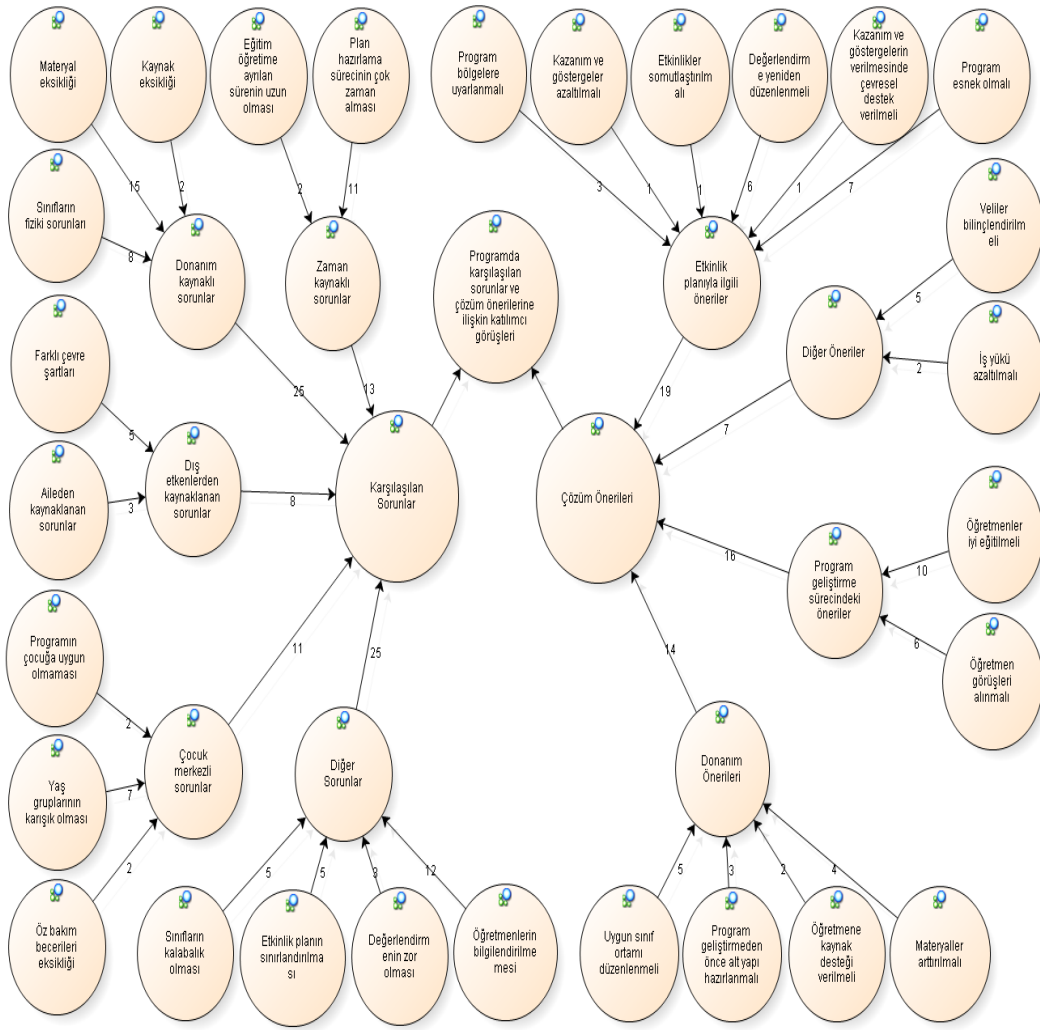 Materyal
eksikliği
Kaynak
eksikliği
Eğitim
öğretime
ayrılan
sürenin uzun
olması
Plan
hazırlama
sürecinin çok
zaman
alması
Program
bölgelere
uyarlanmalı
Kazanım ve
göstergeler
azaltılmalı
Etkinlikler
somutlaştırılm
alı
Değerlendirm
e yeniden
düzenlenmeli
Kazanım ve
göstergelerin
verilmesinde
çevresel
destek
verilmeli
Program
esnek olmalı
15
2
2
11
3
1
1
6
1
7
Sınıfların
fiziki sorunları
8
Donanım
kaynaklı
sorunlar
Zaman
kaynaklı
sorunlar
Programda
karşılaşılan
sorunlar ve
çözüm önerilerine
ilişkin katılımcı
görüşleri
Etkinlik
planıyla ilgili
öneriler
Veliler
bilinçlendirilm
eli
5
Diğer Öneriler
2
İş yükü
azaltılmalı
Farklı çevre
şartları
5
25
13
19
7
Aileden
kaynaklanan
sorunlar
3
Dış
etkenlerden
kaynaklanan
sorunlar
8
Karşılaşılan
Sorunlar
Çözüm Önerileri
16
Program
geliştirme
sürecindeki
öneriler
Öğretmenler
iyi eğitilmeli
10
6
Öğretmen
görüşleri
alınmalı
Programın
çocuğa uygun
olmaması
2
11
25
14
Yaş
gruplarının
karışık olması
7
Çocuk
merkezli
sorunlar
Diğer
Sorunlar
Donanım
Önerileri
2
5
5
3
12
5
3
2
4
Öz bakım
becerileri
eksikliği
Sınıfların
kalabalık
olması
Etkinlik planın
sınırlandırılma
sı
Değerlendirm
enin zor
olması
Öğretmenlerin
bilgilendirilme
mesi
Uygun sınıf
ortamı
düzenlenmeli
Program
geliştirmeden
önce alt yapı
hazırlanmalı
Öğretmene
kaynak
desteği
verilmeli
Materyaller
arttırılmalı